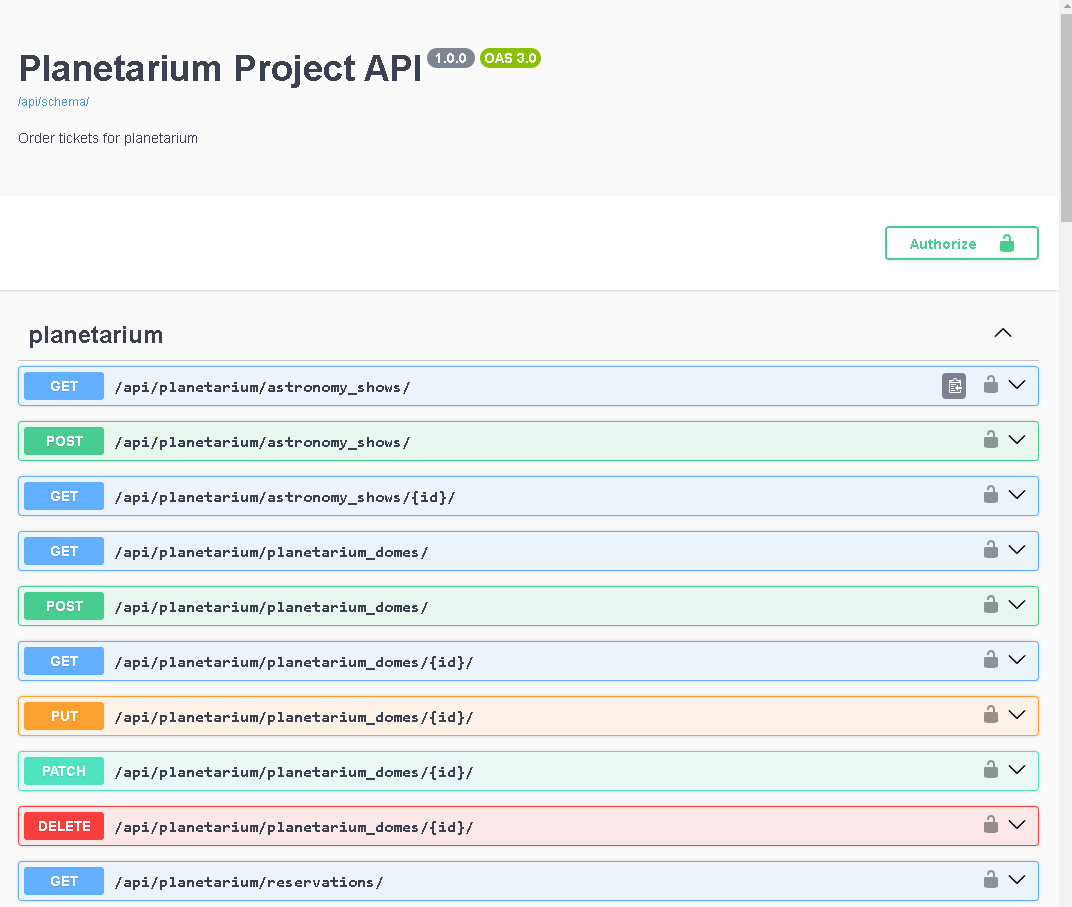 Planetarium Project API 1.0.0 OAS 3.0
/api/schema/
Order tickets for planetarium
Authorize
planetarium
GET /api/planetarium/astronomy_shows/
POST /api/planetarium/astronomy_shows/
GET /api/planetarium/astronomy_shows/{id}/
GET /api/planetarium/planetarium_domes/
POST /api/planetarium/planetarium_domes/
GET /api/planetarium/planetarium_domes/{id}/
PUT /api/planetarium/planetarium_domes/{id}/
PATCH /api/planetarium/planetarium_domes/{id}/
DELETE /api/planetarium/planetarium_domes/{id}/
GET /api/planetarium/reservations/